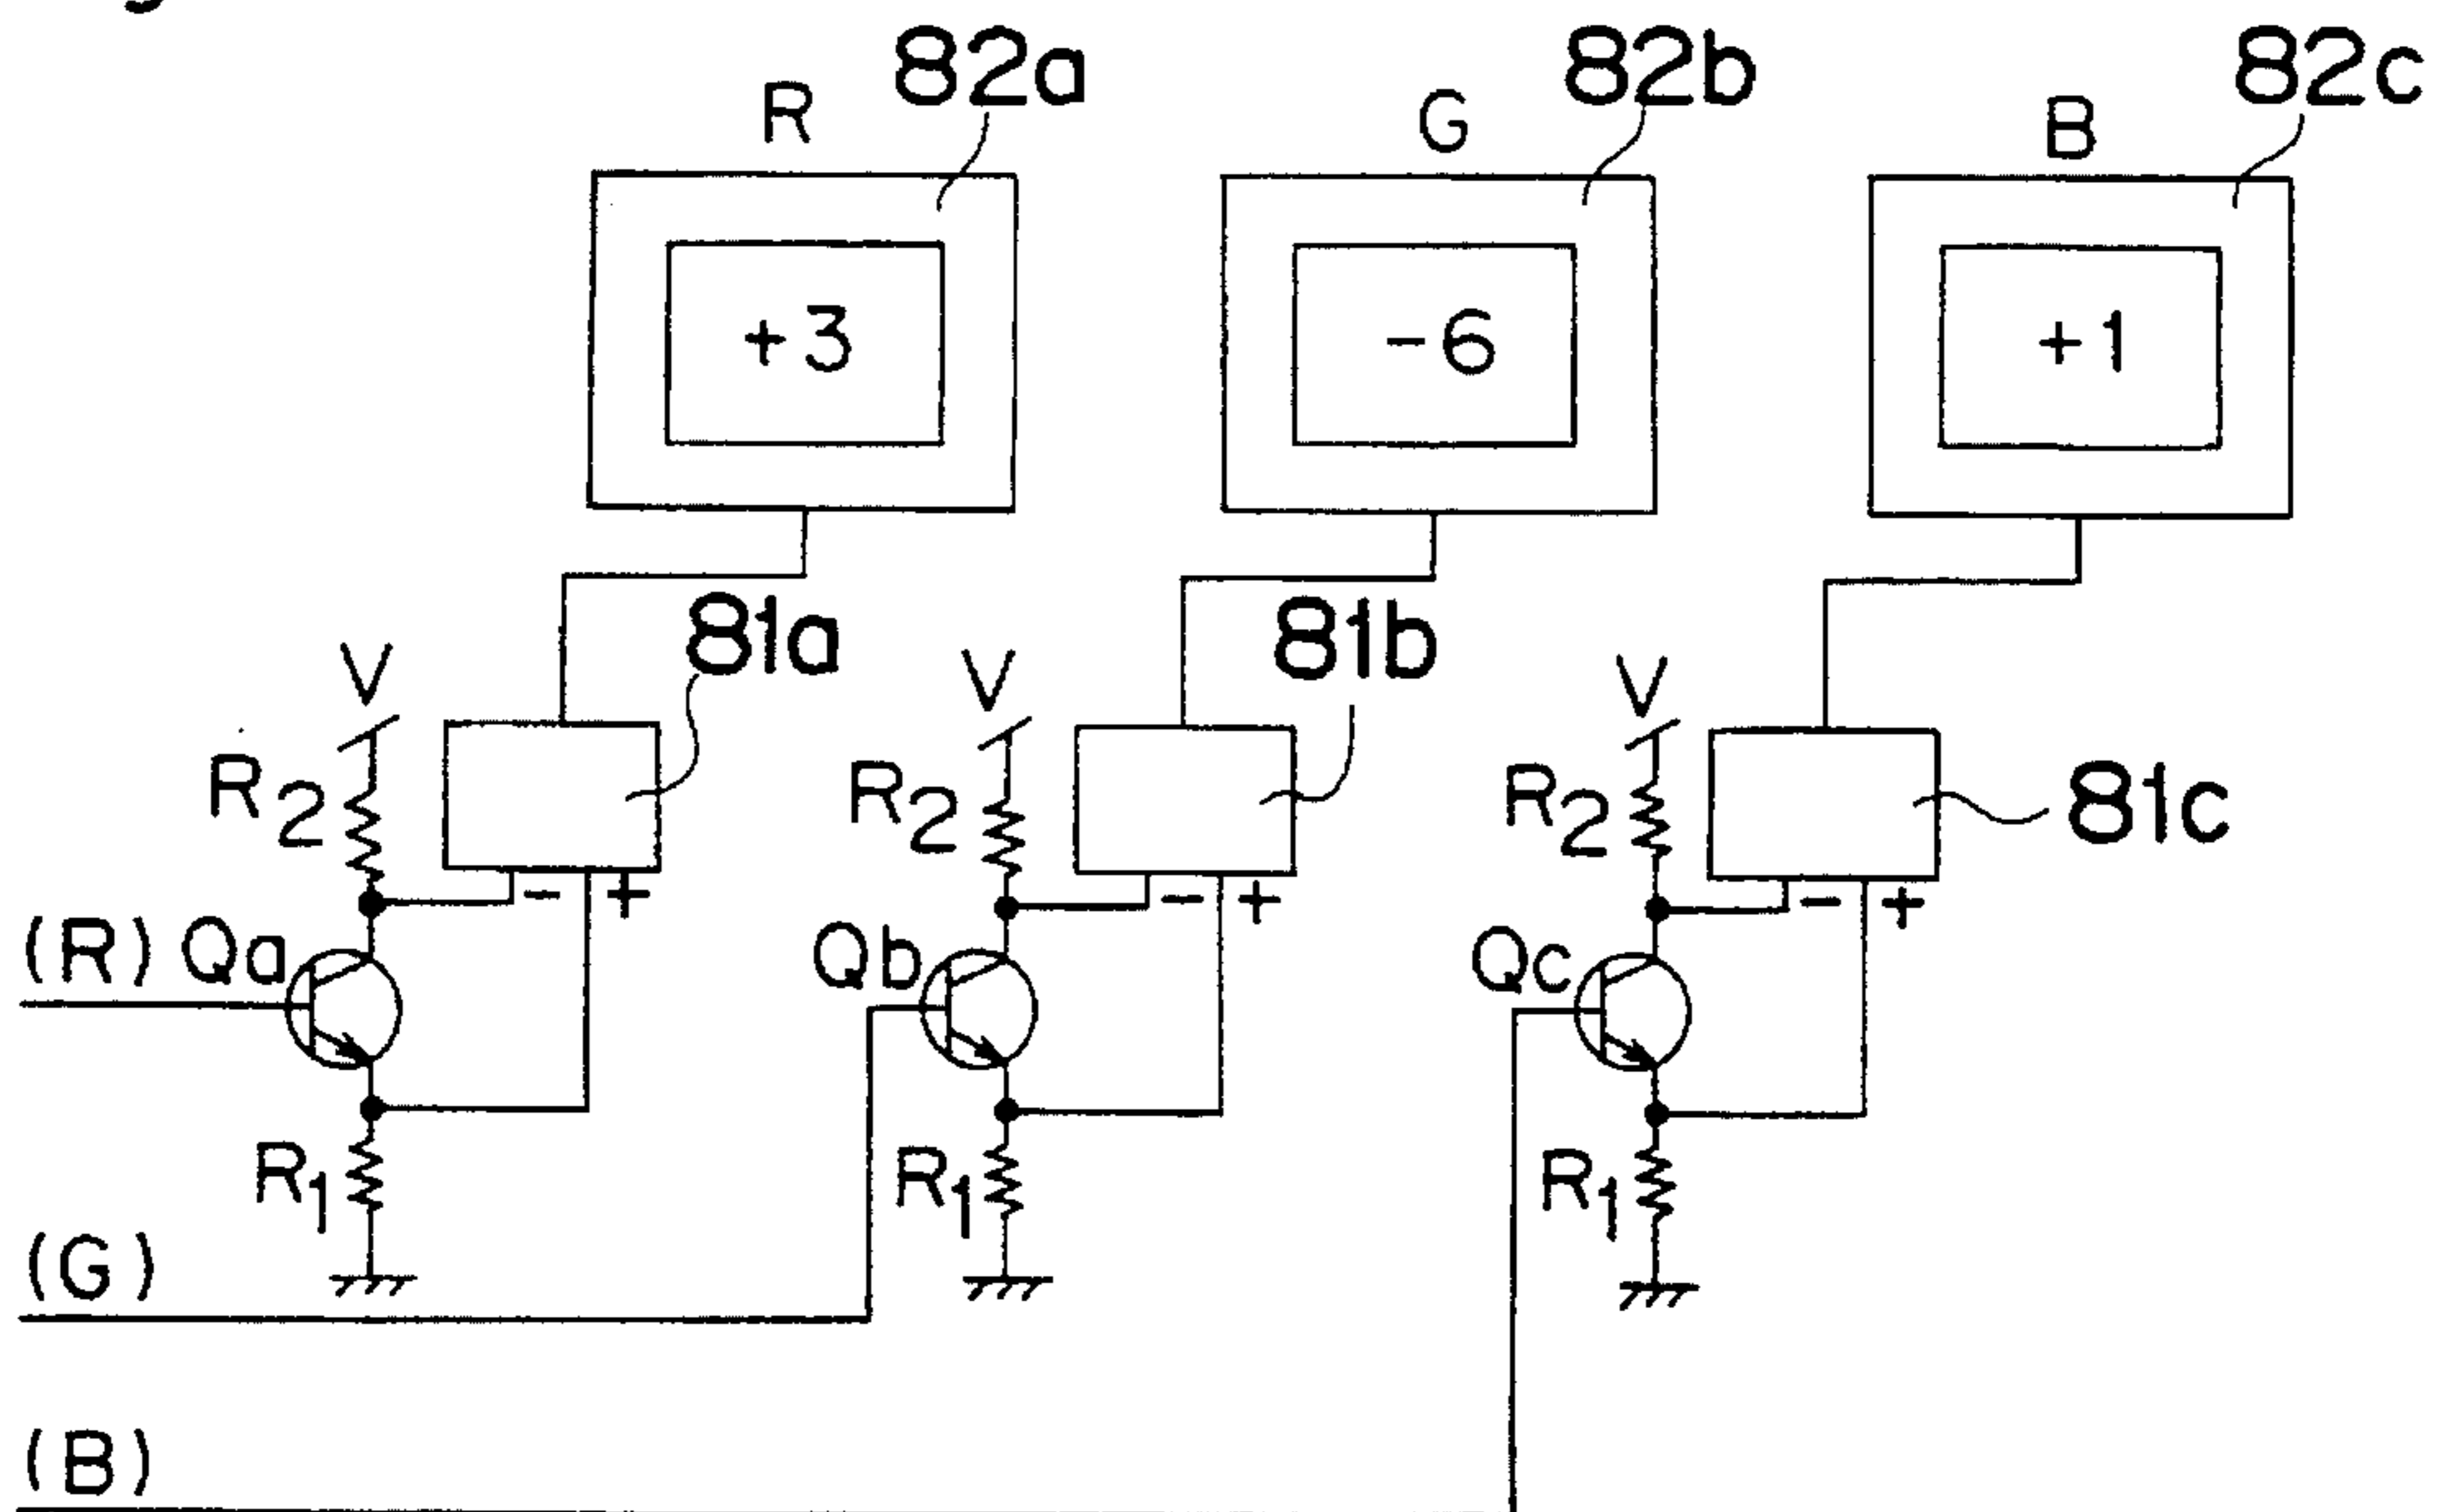 82a 82b 82c
R G B
+3 -6 +1
81a 81b
V V V
R2 R2 R2 81c
- + - + - +
(R) Qa Qb Qc
R1 R1 R1
(G)
(B)